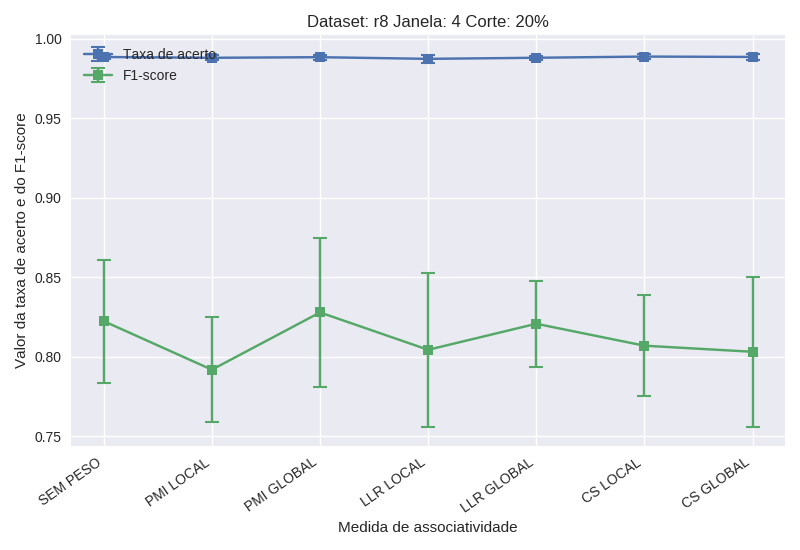 Dataset: r8 Janela: 4 Corte: 20%
Taxa de acerto
F1-score
Valor da taxa de acerto e do F1-score
1.00
0.95
0.90
0.85
0.80
0.75
SEM PESO
PMI LOCAL
PMI GLOBAL
LLR LOCAL
LLR GLOBAL
CS LOCAL
CS GLOBAL
Medida de associatividade